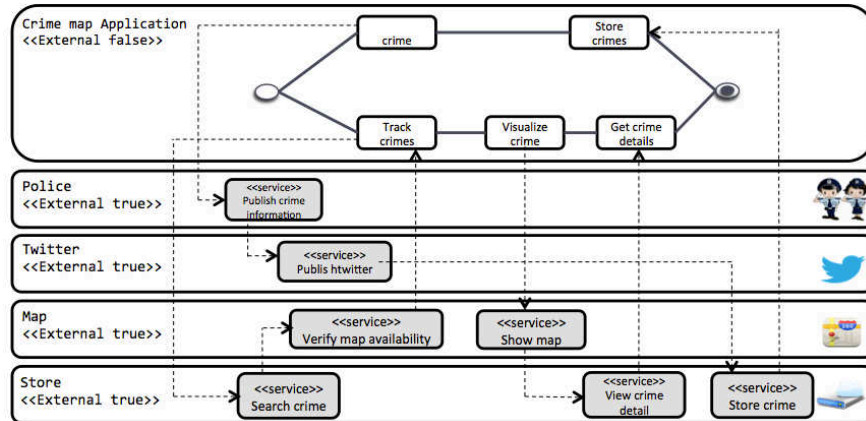 Crime map Application
<<External false>>
crime
Store
crimes
Track
crimes
Visualize
crime
Get crime
details
Police
<<External true>>
<<service>>
Publish crime
information
Twitter
<<External true>>
<<service>>
Publis htwitter
Map
<<External true>>
<<service>>
Verify map availability
<<service>>
Show map
Store
<<External true>>
<<service>>
Search crime
<<service>>
View crime
detail
<<service>>
Store crime